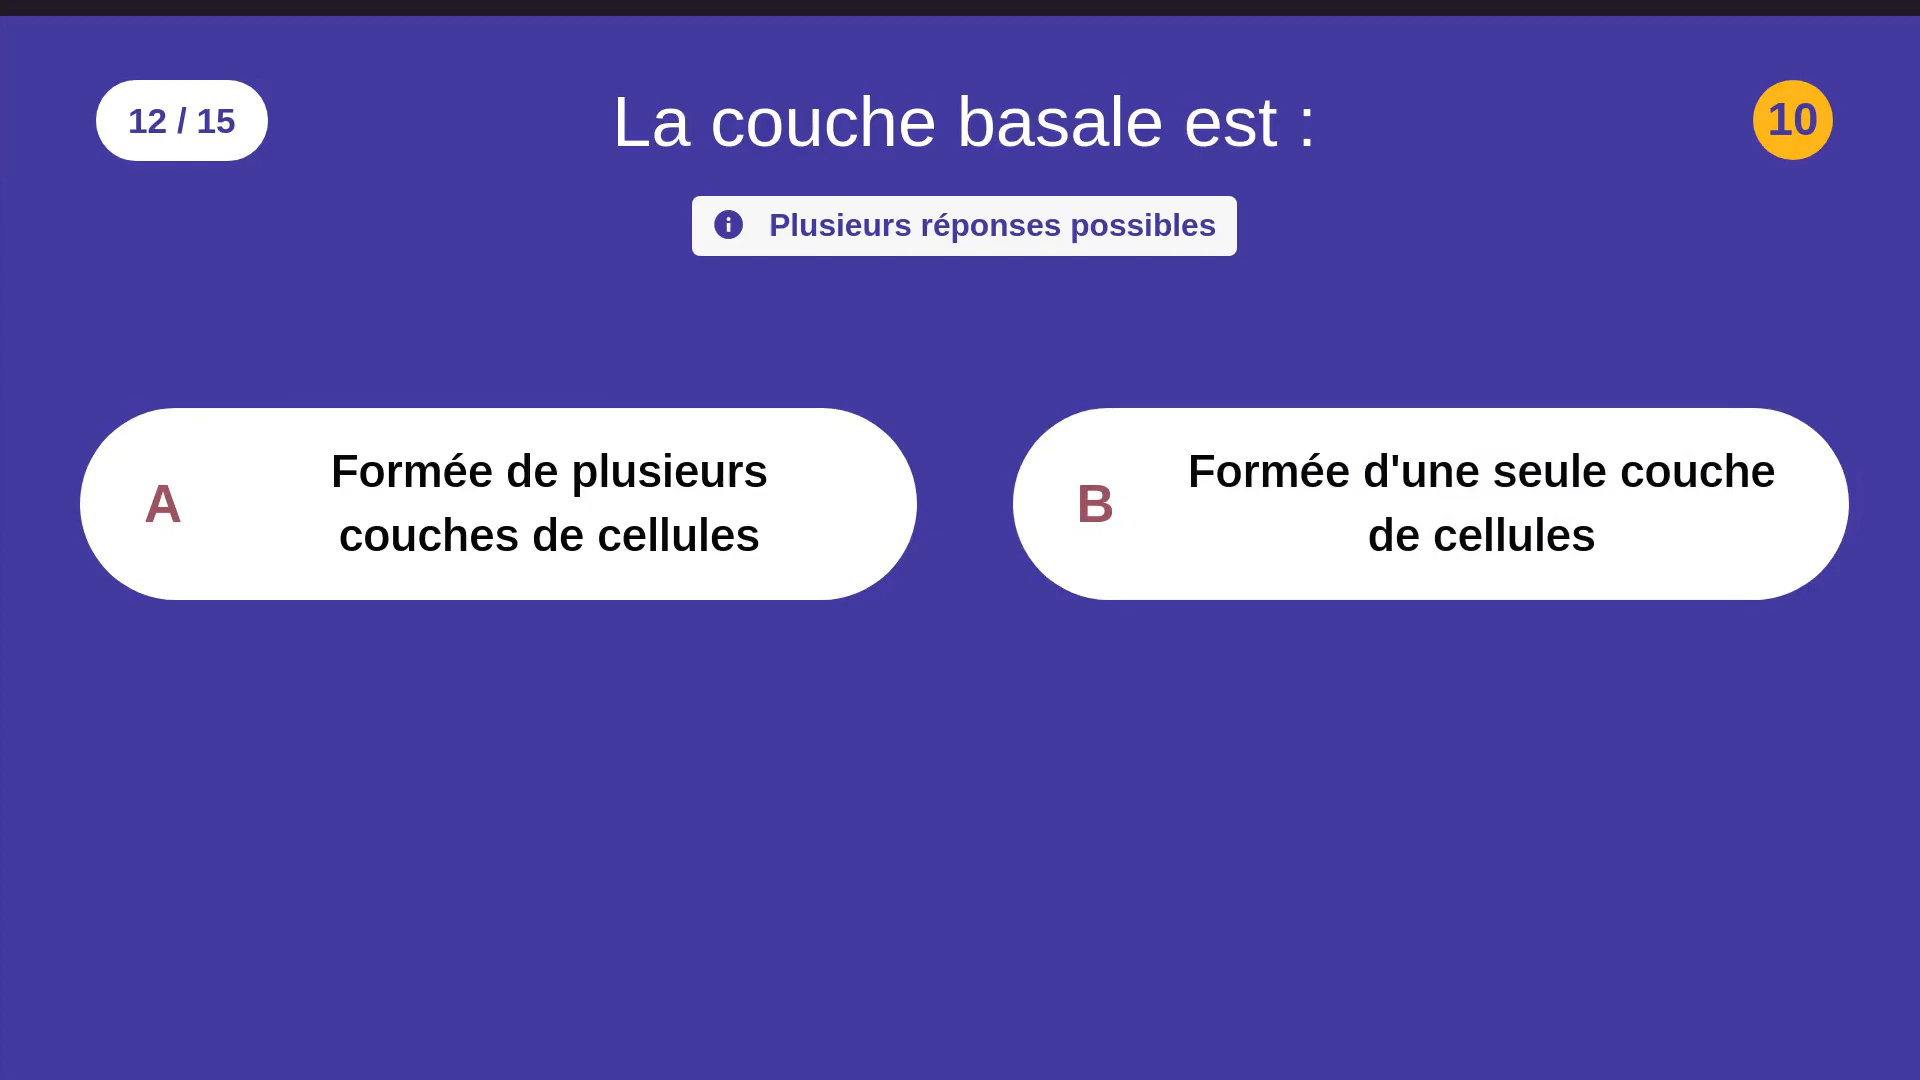 12 / 15
La couche basale est :
10
Plusieurs réponses possibles
A
Formée de plusieurs
couches de cellules
B
Formée d'une seule couche
de cellules